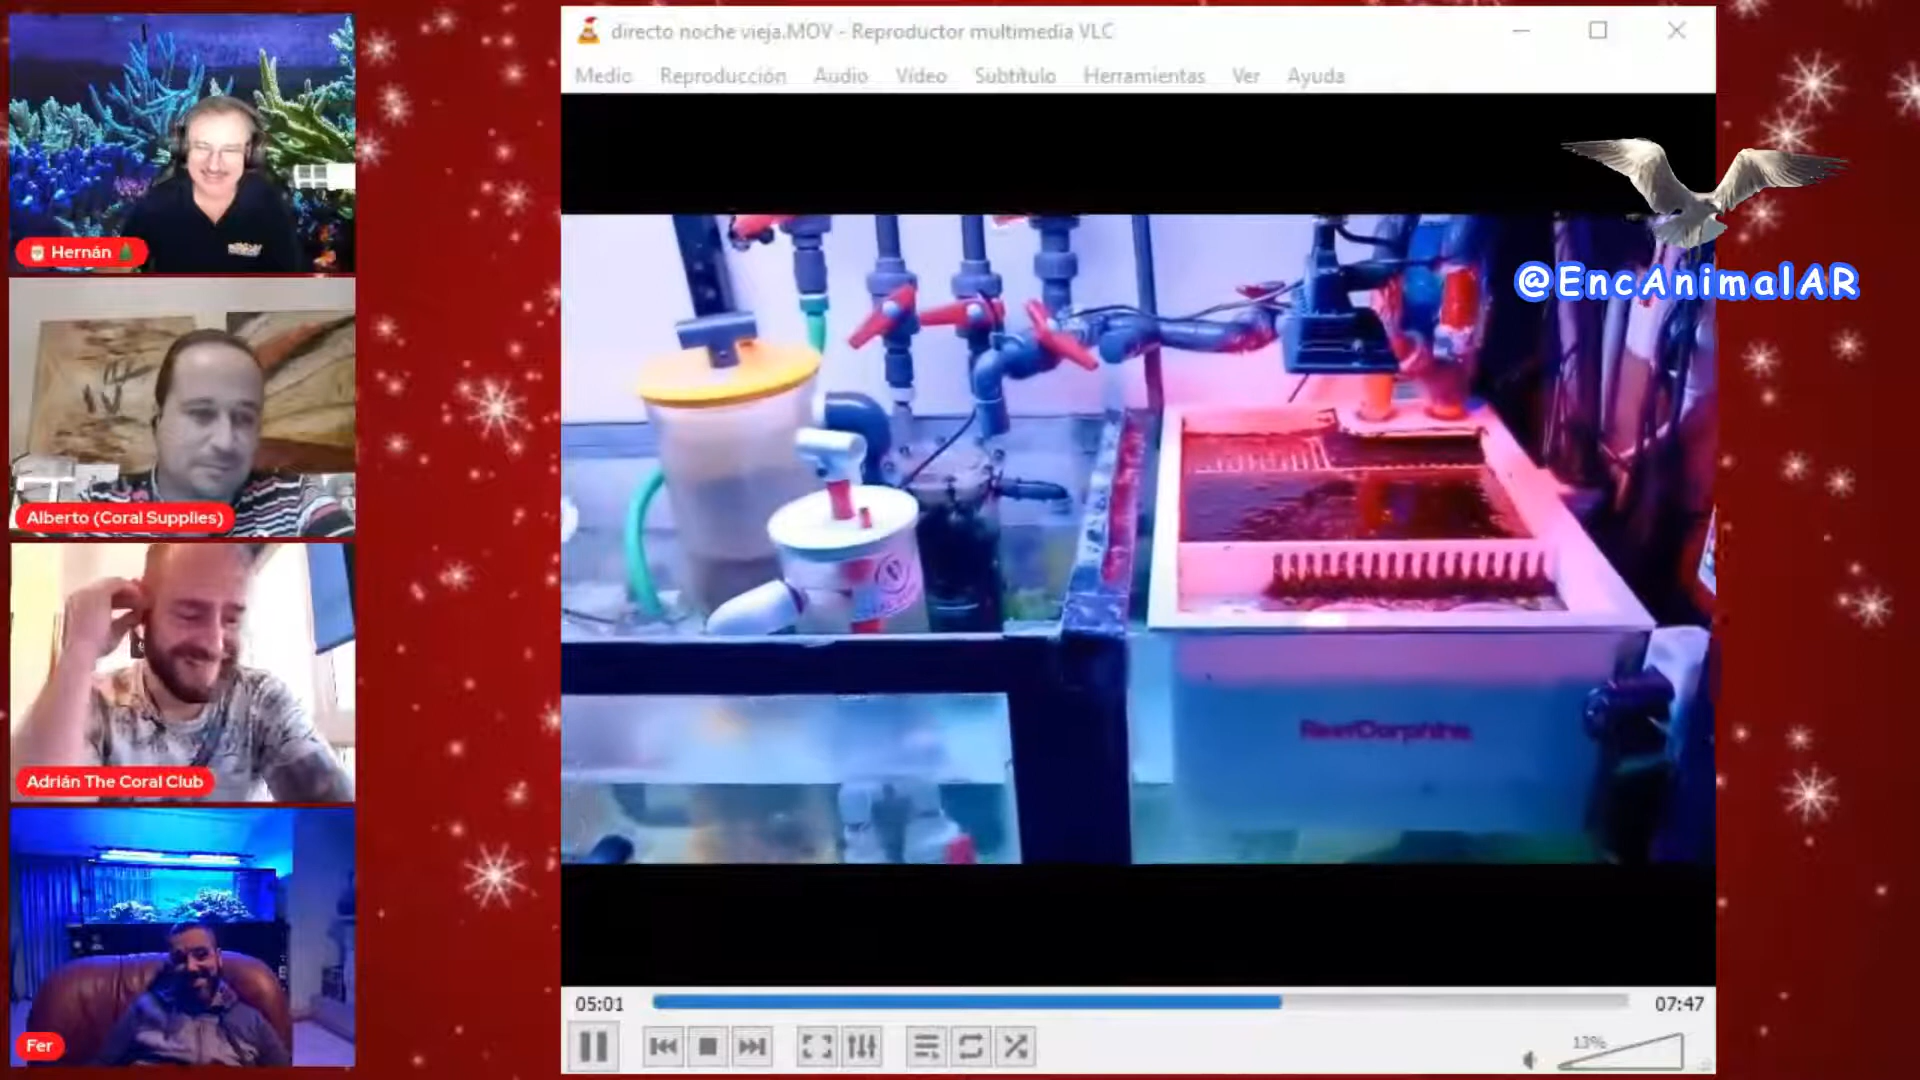 directo noche vieja.MOV - Reproductor multimedia VLC
Medio Reproducción Audio Vídeo Subtítulo Herramientas Ver Ayuda
@EncAnimalAR
Hernán
Alberto (Coral Supplies)
Adrián The Coral Club
Fer
ReefDorphins
05:01
07:47
13%